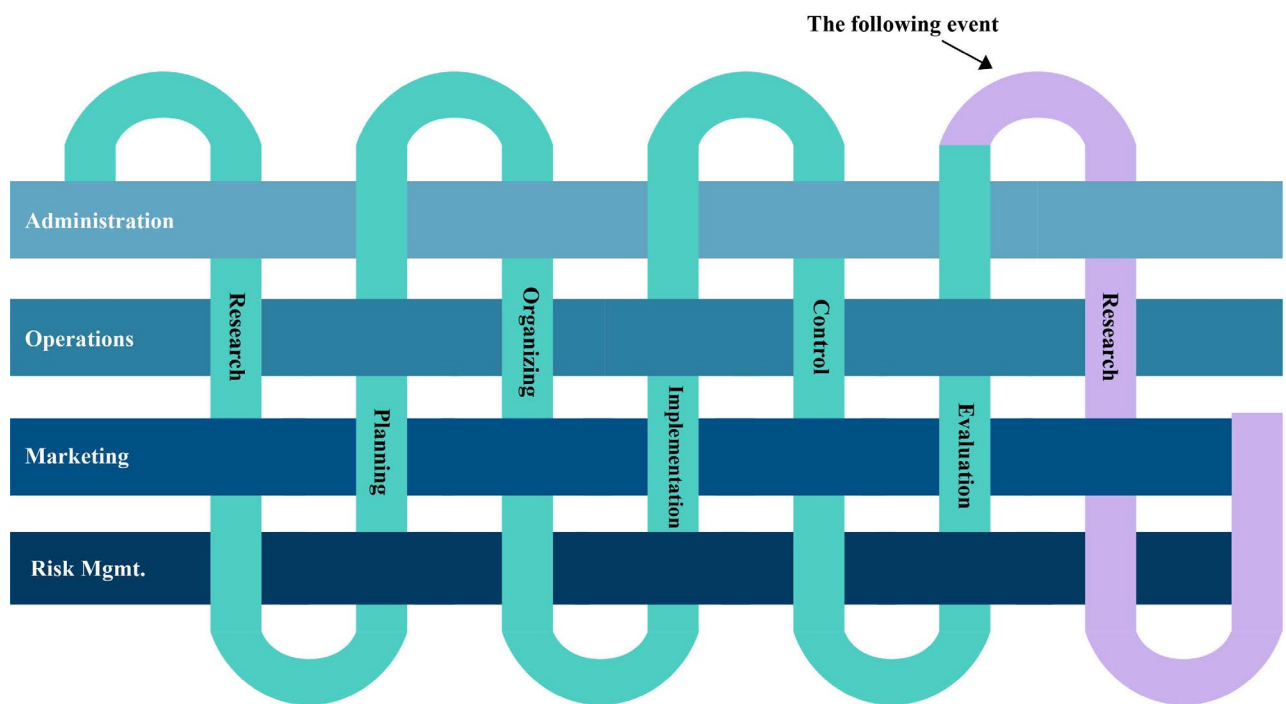 The following event
Administration
Operations
Marketing
Risk Mgmt.
Research
Planning
Organizing
Implementation
Control
Evaluation
Research